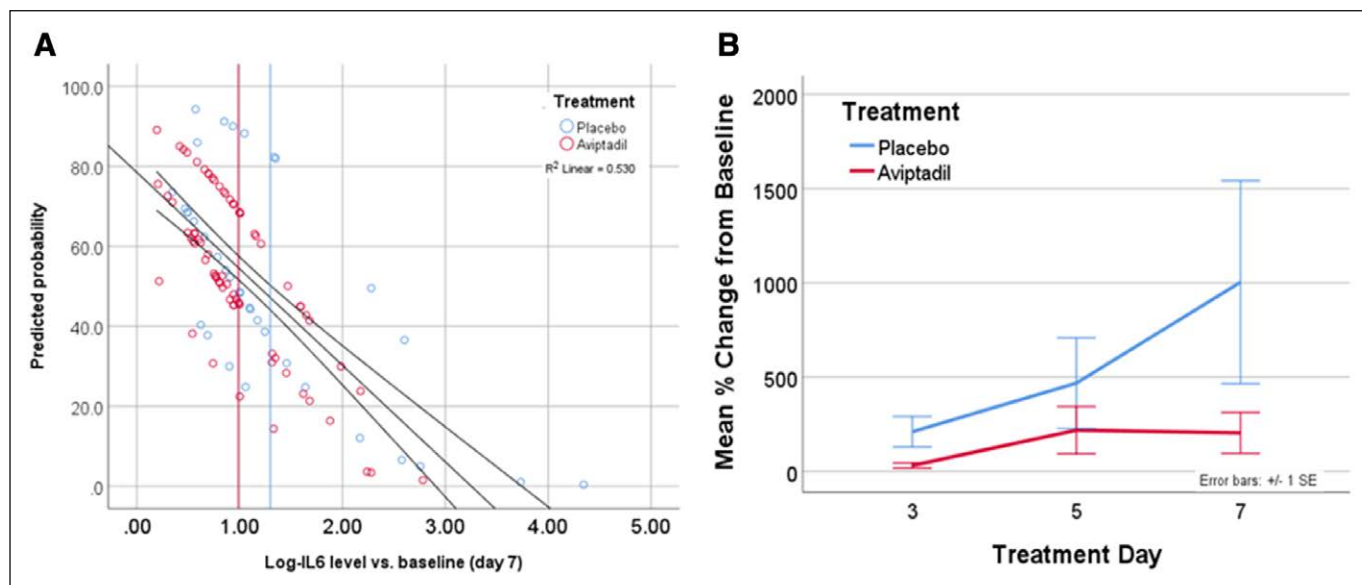 A
Predicted probability
100.0
80.0
60.0
40.0
20.0
.0
Treatment
Placebo
Aviptadil
R2 Linear = 0.530
.00 1.00 2.00 3.00 4.00 5.00
Log-IL6 level vs. baseline (day 7)
B
Mean % Change from Baseline
2000
1500
1000
500
0
Treatment
Placebo
Aviptadil
Error bars: +/- 1 SE
3 5 7
Treatment Day